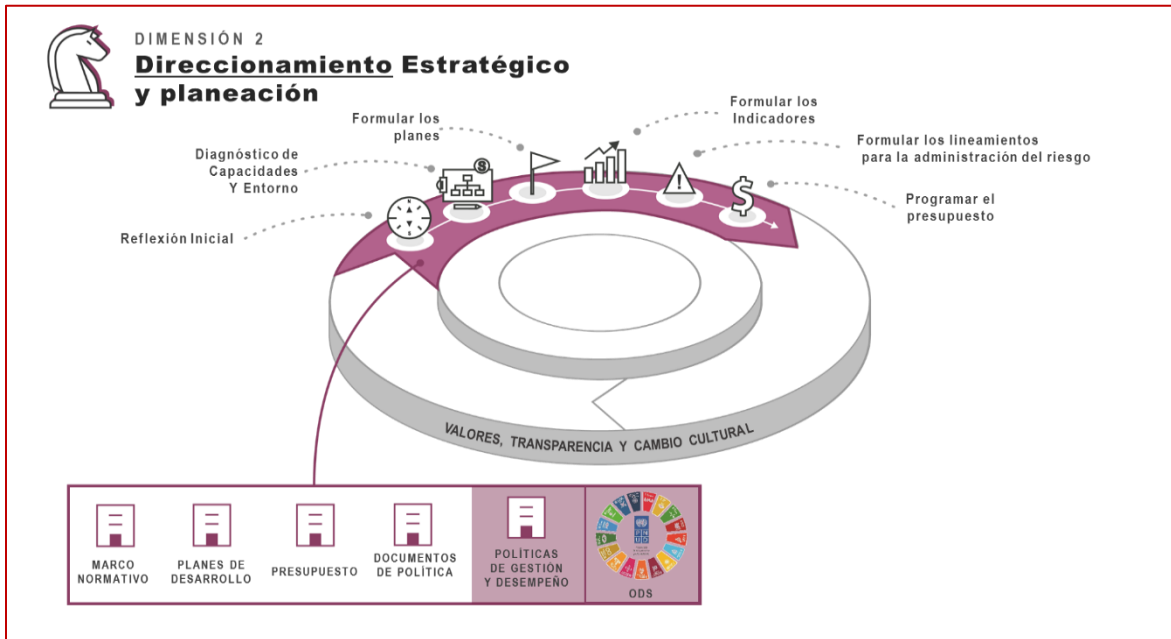 DIMENSIÓN 2
Direccionamiento Estratégico
y planeación
Reflexión Inicial
Diagnóstico de
Capacidades
Y Entorno
Formular los
planes
Formular los
Indicadores
Formular los lineamientos
para la administración del riesgo
Programar el
presupuesto
VALORES, TRANSPARENCIA Y CAMBIO CULTURAL
MARCO
NORMATIVO
PLANES DE
DESARROLLO
PRESUPUESTO
DOCUMENTOS
DE POLÍTICA
POLÍTICAS
DE GESTIÓN
Y DESEMPEÑO
P N
U D
ODS